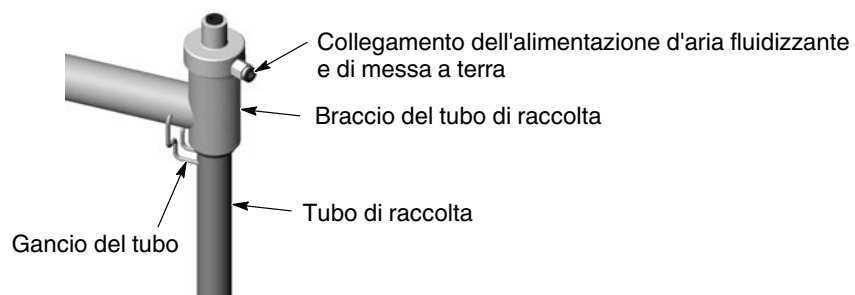 Collegamento dell'alimentazione d'aria fluidizzante
e di messa a terra
Braccio del tubo di raccolta
Tubo di raccolta
Gancio del tubo